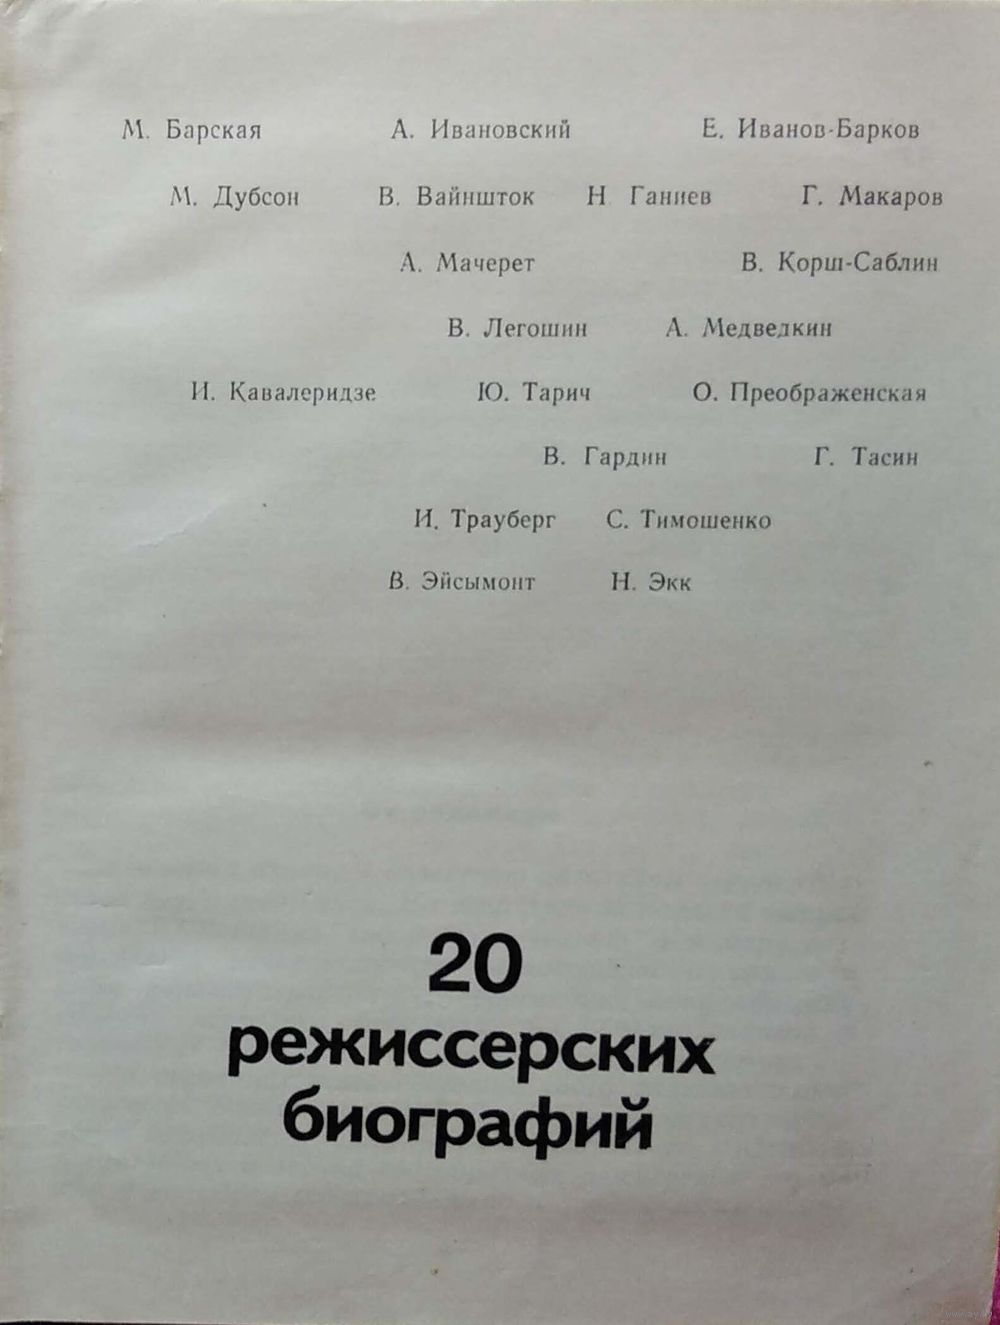 М. Барская А. Ивановский Е. Иванов-Барков
М. Дубсон В. Вайншток Н Ганиев Г. Макаров
А. Мачерет В. Корш-Саблин
В. Легошин А. Медведкин
И. Кавалеридзе Ю. Тарич О. Преображенская
В. Гардин Г. Тасин
И. Трауберг С. Тимошенко
В. Эйсымонт Н. Экк
20
режиссерских
биографий